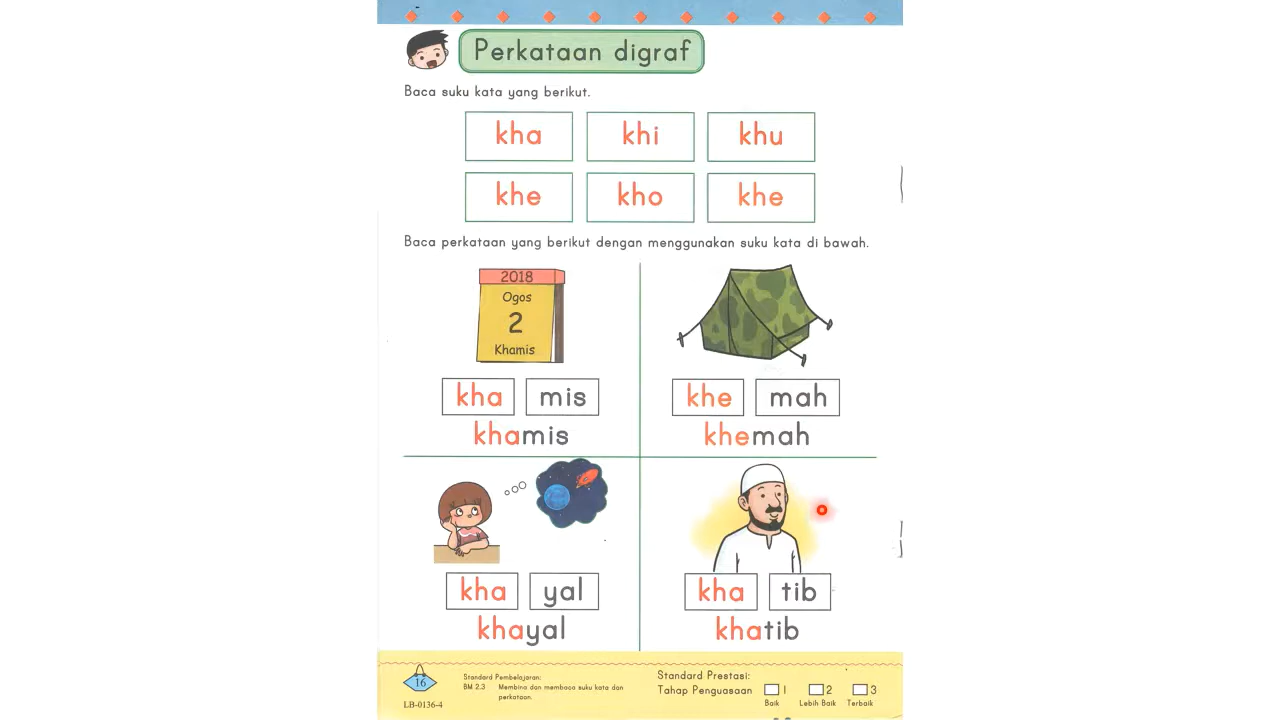 Perkataan digraf
Baca suku kata yang berikut.
kha khi khu
khe kho khe
Baca perkataan yang berikut dengan menggunakan suku kata di bawah.
2018
Ogos
2
Khamis
kha mis
khamis
khe mah
khemah
kha yal
khayal
kha tib
khatib
16
LB-0136-4
Standard Pembelajaran:
BM 2.3 Membina dan membaca suku kata dan
perkataan.
Standard Prestasi:
Tahap Penguasaan 1 2 3
Baik Lebih Baik Terbaik